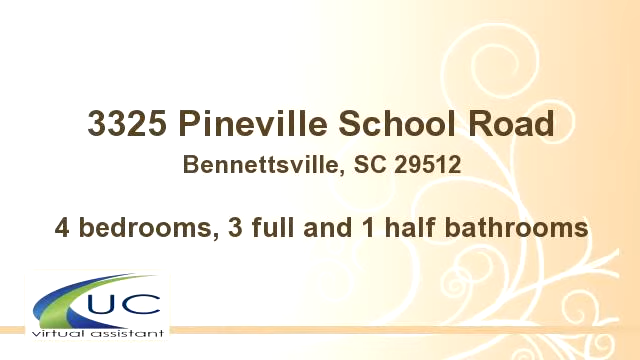 3325 Pineville School Road
Bennettsville, SC 29512
4 bedrooms, 3 full and 1 half bathrooms
UC
virtual assistant